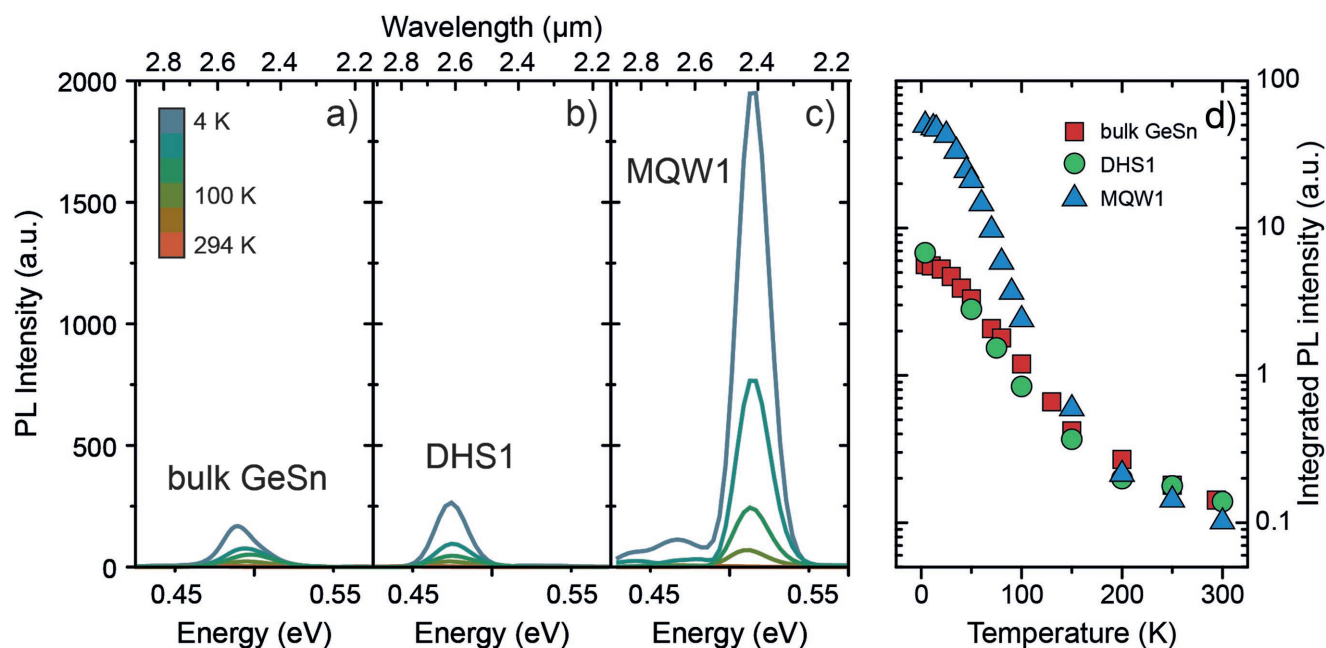 Wavelength (µm)
2.8 2.6 2.4 2.2 2.8 2.6 2.4 2.2 2.8 2.6 2.4 2.2
2000
1500
1000
500
0
PL Intensity (a.u.)
a)
4 K
100 K
294 K
bulk GeSn
b)
DHS1
c)
MQW1
0.45 0.55 0.45 0.55 0.45 0.55
Energy (eV) Energy (eV) Energy (eV)
d)
bulk GeSn
DHS1
MQW1
100
10
1
0.1
Integrated PL intensity (a.u.)
0 50 100 150 200 250 300
Temperature (K)